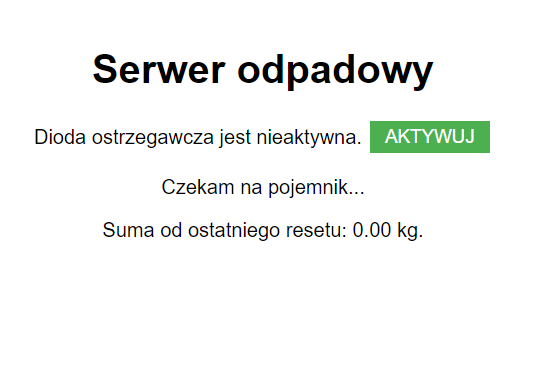 Serwer odpadowy
Dioda ostrzegawcza jest nieaktywna. AKTYWUJ
Czekam na pojemnik...
Suma od ostatniego resetu: 0.00 kg.